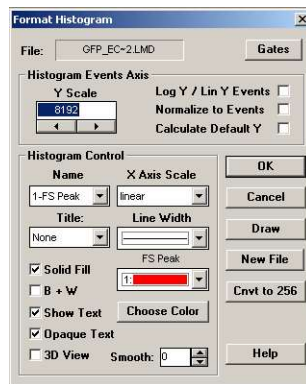 Format Histogram
File: GFP_EC~2.LMD Gates
Histogram Events Axis
Y Scale
8192
Log Y / Lin Y Events
Normalize to Events
Calculate Default Y
Histogram Control
Name X Axis Scale
1-FS Peak linear
Title: Line Width
None
FS Peak
1:
Solid Fill
B + W
Show Text
Choose Color
Opaque Text
3D View Smooth: 0
OK
Cancel
Draw
New File
Cnvt to 256
Help